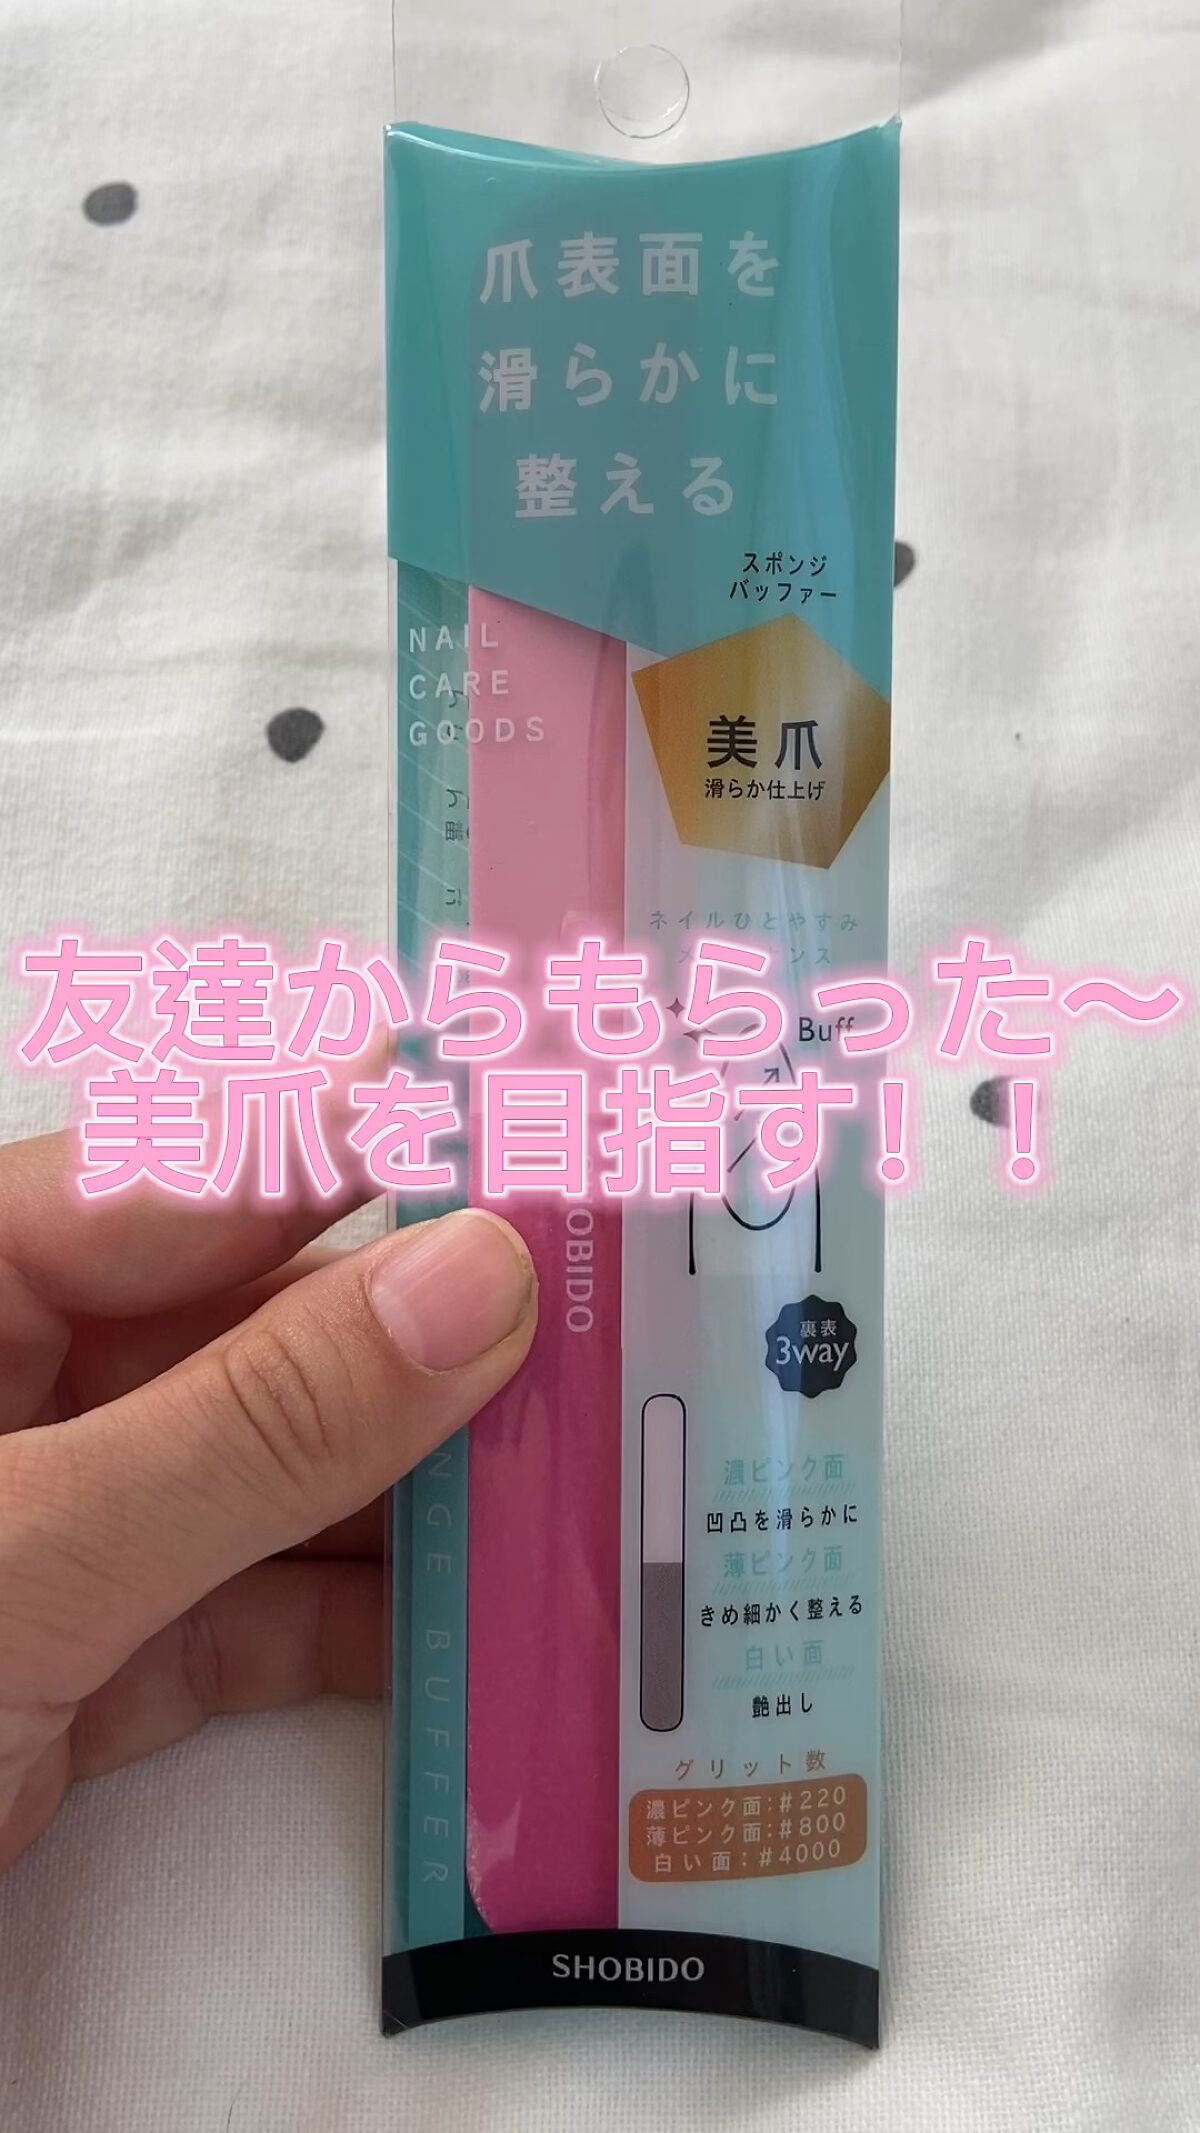 爪表面を
滑らかに
整える
スポンジ
バッファー
NAIL
CARE
GOODS
美爪
滑らか仕上げ
ネイルひとやすみ
友達からもらった〜
美爪を目指す！！
Buff
OBIDO
裏表
3way
濃ピンク面
凹凸を滑らかに
薄ピンク面
きめ細かく整える
白い面
艶出し
NGE BUFFER
グリット数
濃ピンク面:#220
薄ピンク面:#800
白い面:#4000
SHOBIDO